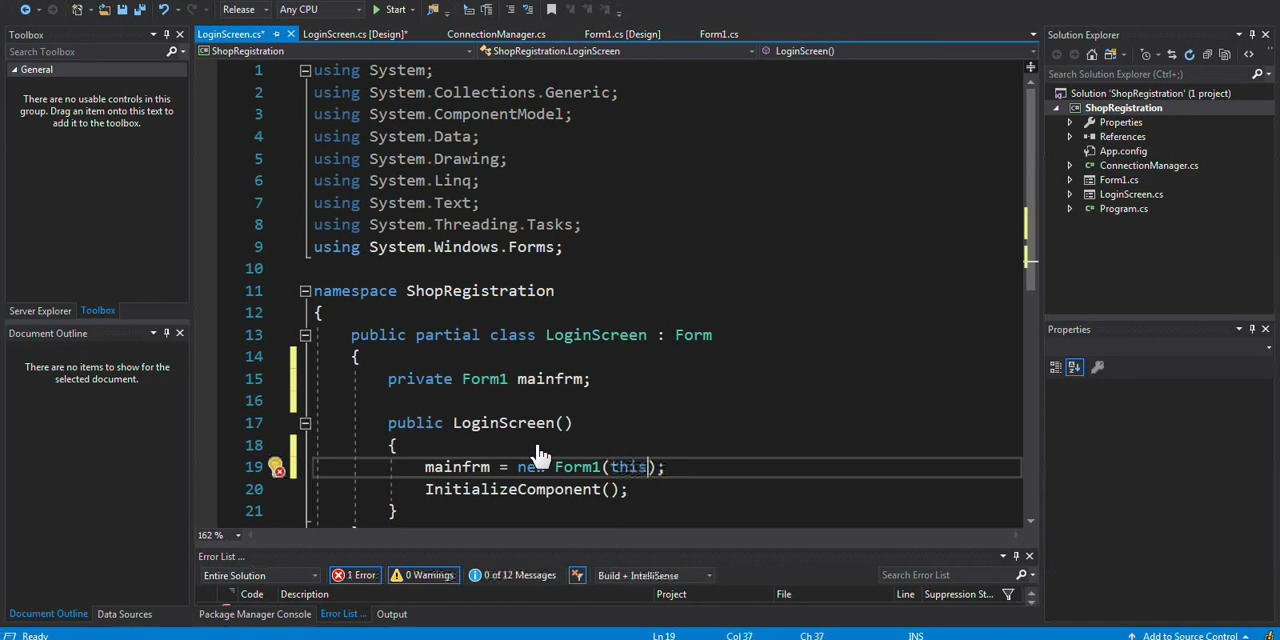 Release Any CPU Start
Toolbox
Search Toolbox
General
There are no usable controls in this
group. Drag an item onto this text to
add it to the toolbox.
Server Explorer Toolbox
Document Outline
There are no items to show for the
selected document.
Document Outline Data Sources
LoginScreen.cs* LoginScreen.cs [Design]* ConnectionManager.cs Form1.cs [Design] Form1.cs
ShopRegistration ShopRegistration.LoginScreen LoginScreen()
1 using System;
2 using System.Collections.Generic;
3 using System.ComponentModel;
4 using System.Data;
5 using System.Drawing;
6 using System.Linq;
7 using System.Text;
8 using System.Threading.Tasks;
9 using System.Windows.Forms;
10
11 namespace ShopRegistration
12 {
13 public partial class LoginScreen : Form
14 {
15 private Form1 mainfrm;
16
17 public LoginScreen()
18 {
19 mainfrm = new Form1(this);
20 InitializeComponent();
21 }
162 %
Error List ...
Entire Solution 1 Error 0 Warnings 0 of 12 Messages Build + IntelliSense Search Error List
Code Description Project File Line Suppression St...
Package Manager Console Error List ... Output
Solution Explorer
Search Solution Explorer (Ctrl+;)
Solution 'ShopRegistration' (1 project)
ShopRegistration
Properties
References
App.config
ConnectionManager.cs
Form1.cs
LoginScreen.cs
Program.cs
Properties
Ready Ln 19 Col 37 Ch 37 INS Add to Source Control